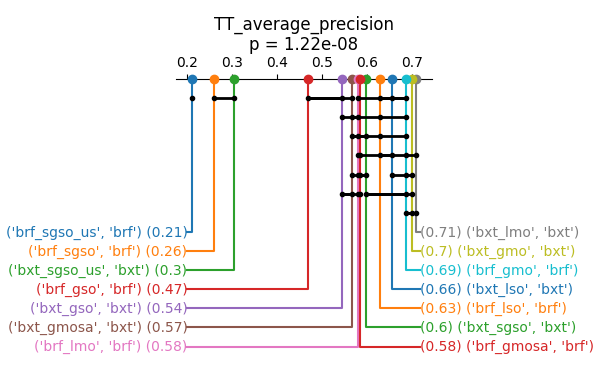 TT_average_precision
p = 1.22e-08
0.2 0.3 0.4 0.5 0.6 0.7
('brf_sgso_us', 'brf') (0.21) (0.71) ('bxt_lmo', 'bxt')
('brf_sgso', 'brf') (0.26) (0.7) ('bxt_gmo', 'bxt')
('bxt_sgso_us', 'bxt') (0.3) (0.69) ('brf_gmo', 'brf')
('brf_gso', 'brf') (0.47) (0.66) ('bxt_lso', 'bxt')
('bxt_gso', 'bxt') (0.54) (0.63) ('brf_lso', 'brf')
('bxt_gmosa', 'bxt') (0.57) (0.6) ('bxt_sgso', 'bxt')
('brf_lmo', 'brf') (0.58) (0.58) ('brf_gmosa', 'brf')